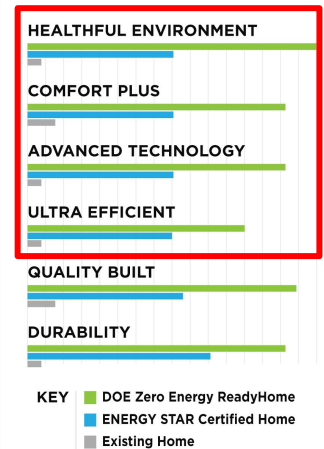 HEALTHFUL ENVIRONMENT
COMFORT PLUS
ADVANCED TECHNOLOGY
ULTRA EFFICIENT
QUALITY BUILT
DURABILITY
KEY
DOE Zero Energy ReadyHome
ENERGY STAR Certified Home
Existing Home